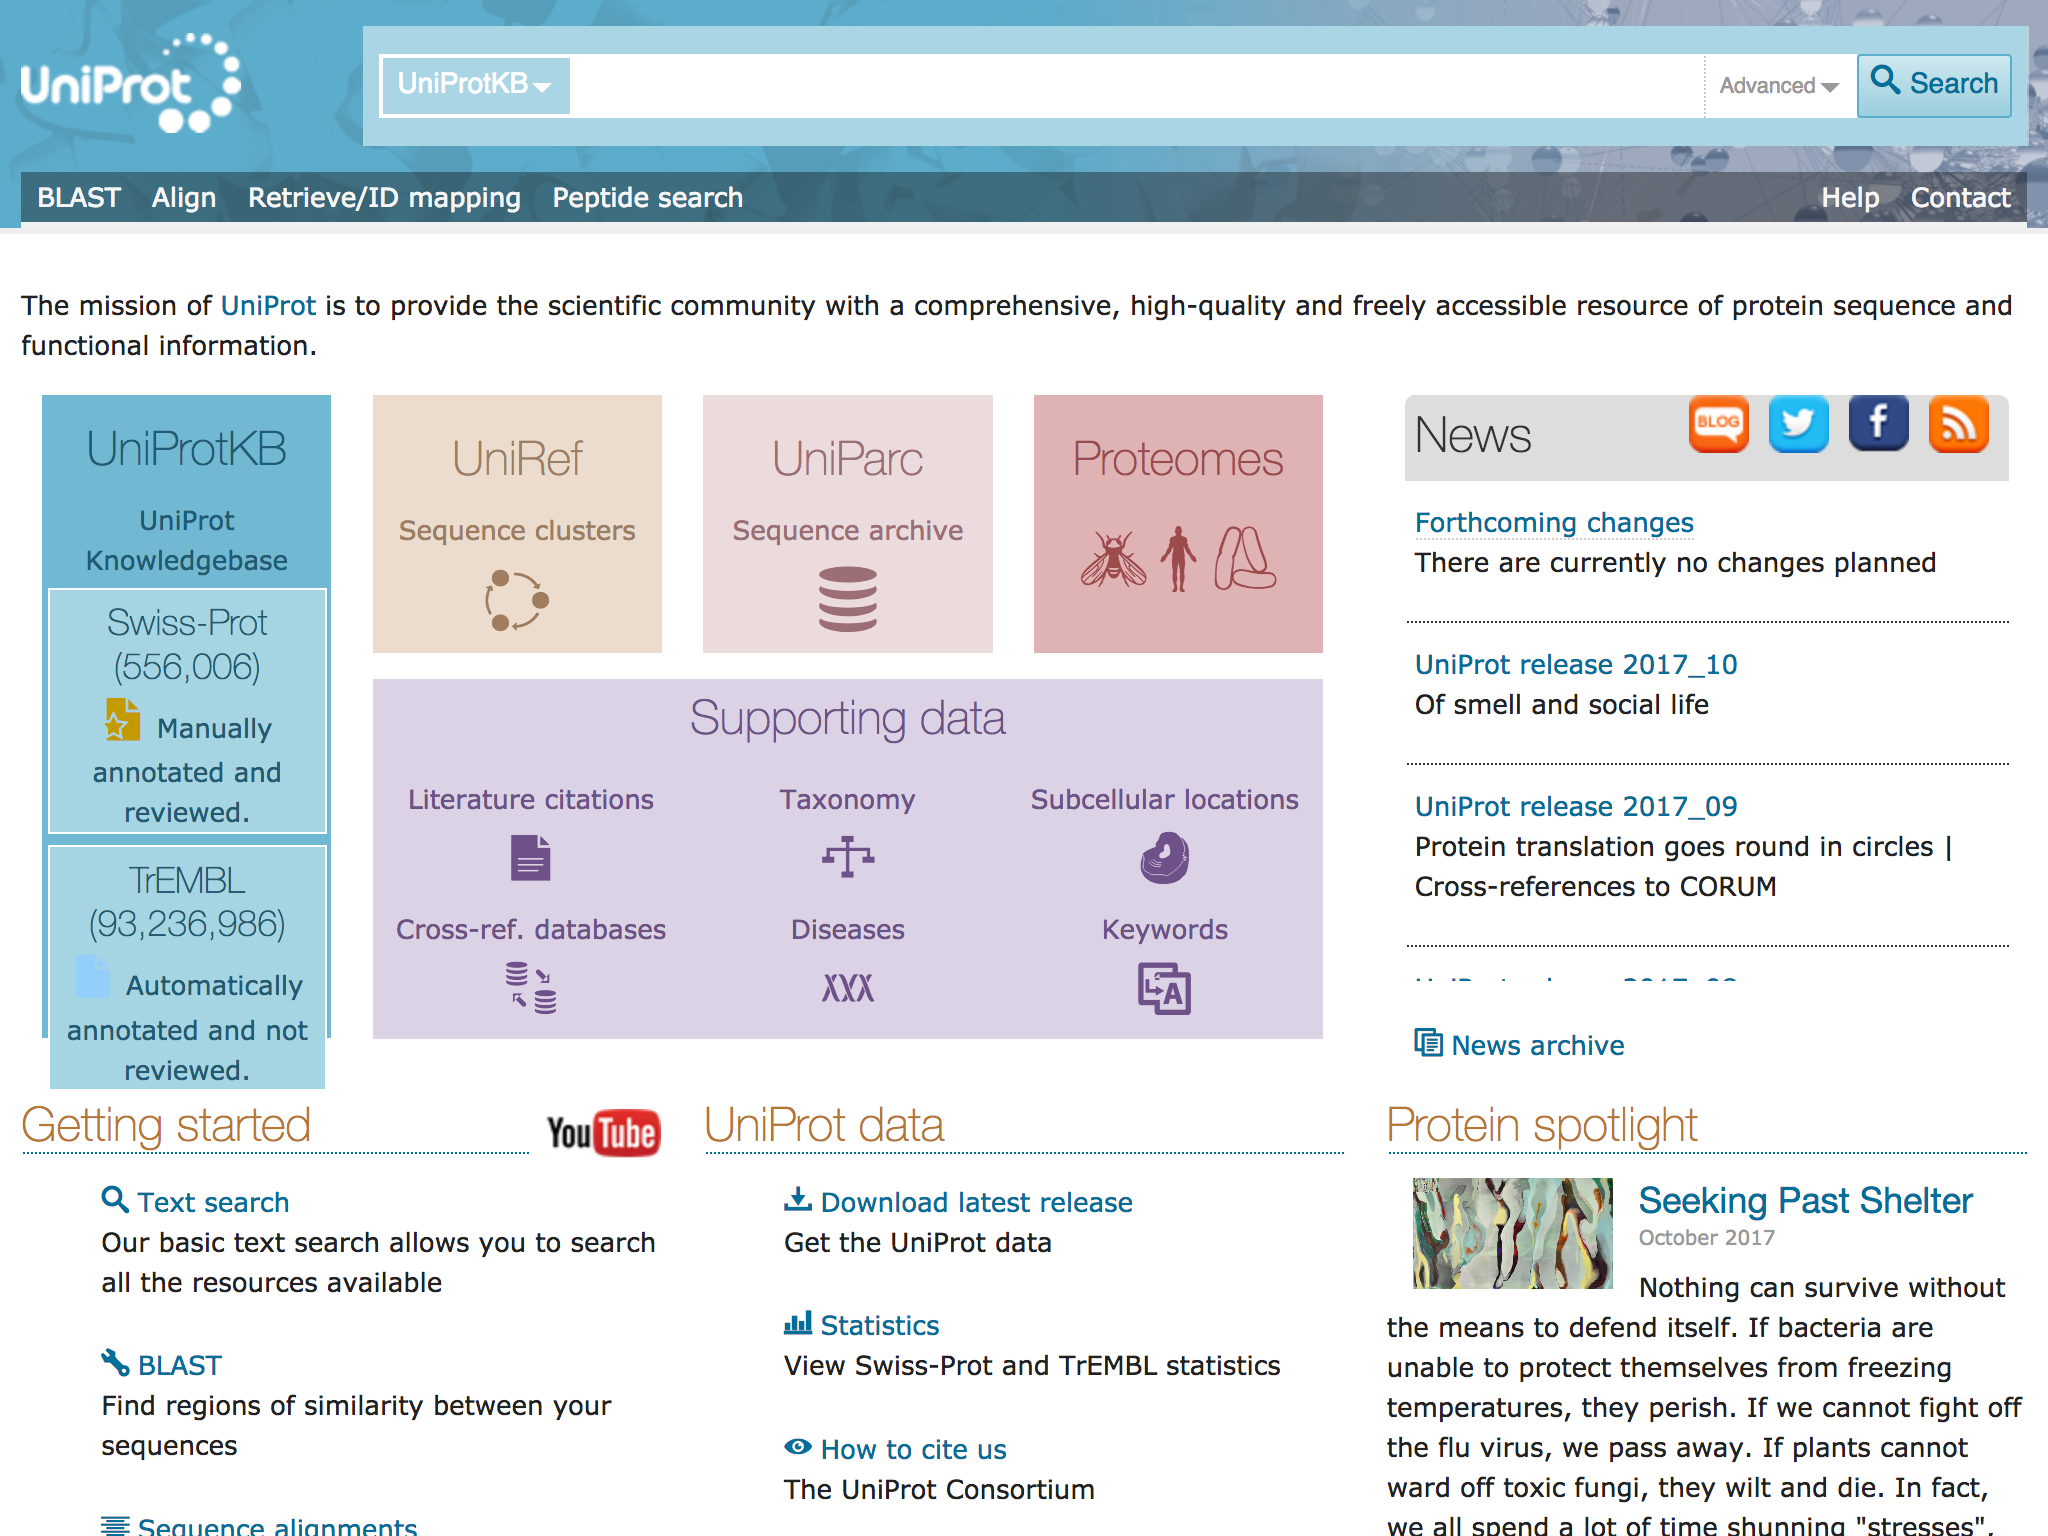 UniProt
UniProtKB
Advanced
Search
BLAST Align Retrieve/ID mapping Peptide search Help Contact
The mission of UniProt is to provide the scientific community with a comprehensive, high-quality and freely accessible resource of protein sequence and
functional information.
UniProtKB
UniProt
Knowledgebase
Swiss-Prot
(556,006)
Manually
annotated and
reviewed.
TrEMBL
(93,236,986)
Automatically
annotated and not
reviewed.
UniRef
Sequence clusters
UniParc
Sequence archive
Proteomes
Supporting data
Literature citations
Taxonomy
Subcellular locations
Cross-ref. databases
Diseases
Keywords
A
News
BLOG
Forthcoming changes
There are currently no changes planned
UniProt release 2017_10
Of smell and social life
UniProt release 2017_09
Protein translation goes round in circles |
Cross-references to CORUM
News archive
Getting started
YouTube
Text search
Our basic text search allows you to search
all the resources available
BLAST
Find regions of similarity between your
sequences
Sequence alignments
UniProt data
Download latest release
Get the UniProt data
Statistics
View Swiss-Prot and TrEMBL statistics
How to cite us
The UniProt Consortium
Protein spotlight
Seeking Past Shelter
October 2017
Nothing can survive without
the means to defend itself. If bacteria are
unable to protect themselves from freezing
temperatures, they perish. If we cannot fight off
the flu virus, we pass away. If plants cannot
ward off toxic fungi, they wilt and die. In fact,
we all spend a lot of time shunning "stresses",